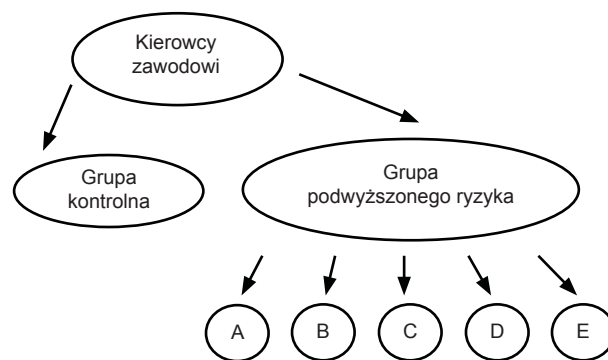 Kierowcy
zawodowi
Grupa
kontrolna
Grupa
podwyższonego ryzyka
A
B
C
D
E